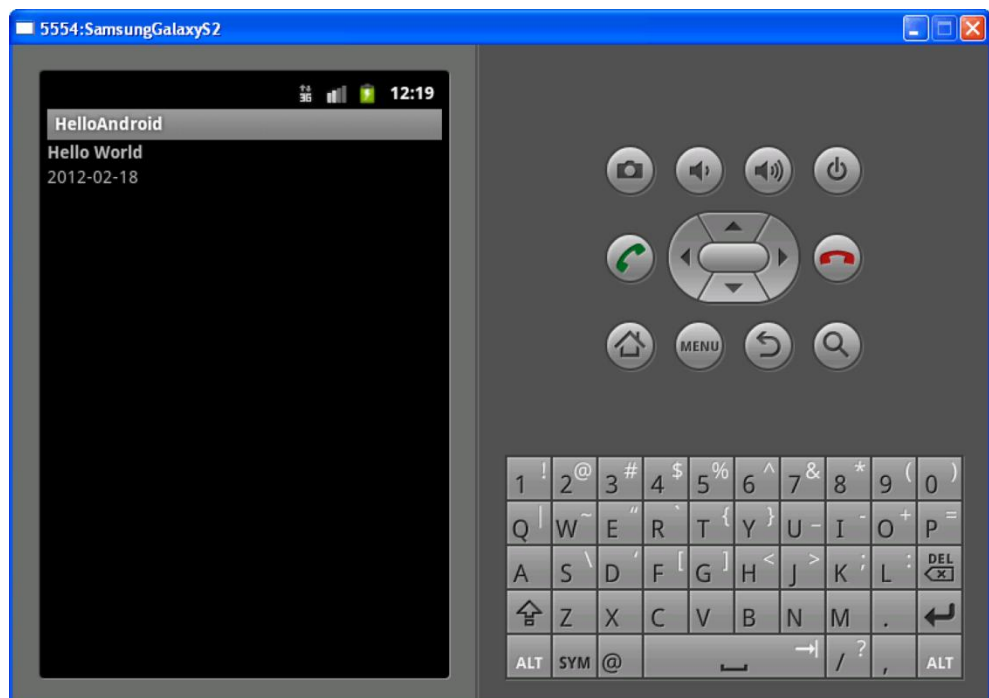 5554:SamsungGalaxyS2
3G 12:19
HelloAndroid
Hello World
2012-02-18
MENU
1 ! 2 @ 3 # 4 $ 5 % 6 ^ 7 & 8 * 9 ( 0 )
Q | W ~ E " R ` T { Y } U _ I - O + P =
A S \ D ' F [ G ] H < J > K ; L : DEL
Z X C V B N M .
ALT SYM @ / ? , ALT